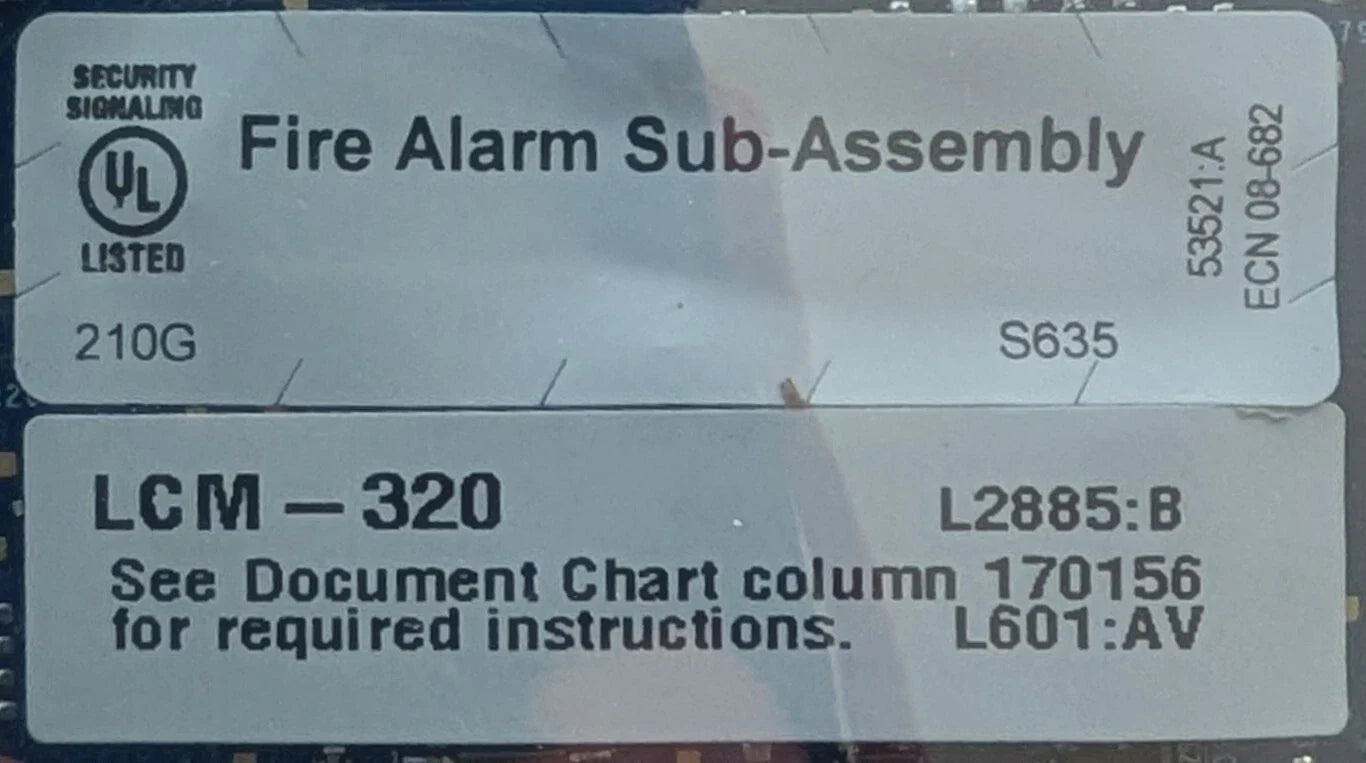 SECURITY
SIGNALING
UL
LISTED
Fire Alarm Sub-Assembly
53521:A
ECN 08-682
210G
S635
LCM – 320
L2885:B
See Document Chart column 170156
for required instructions.
L601:AV